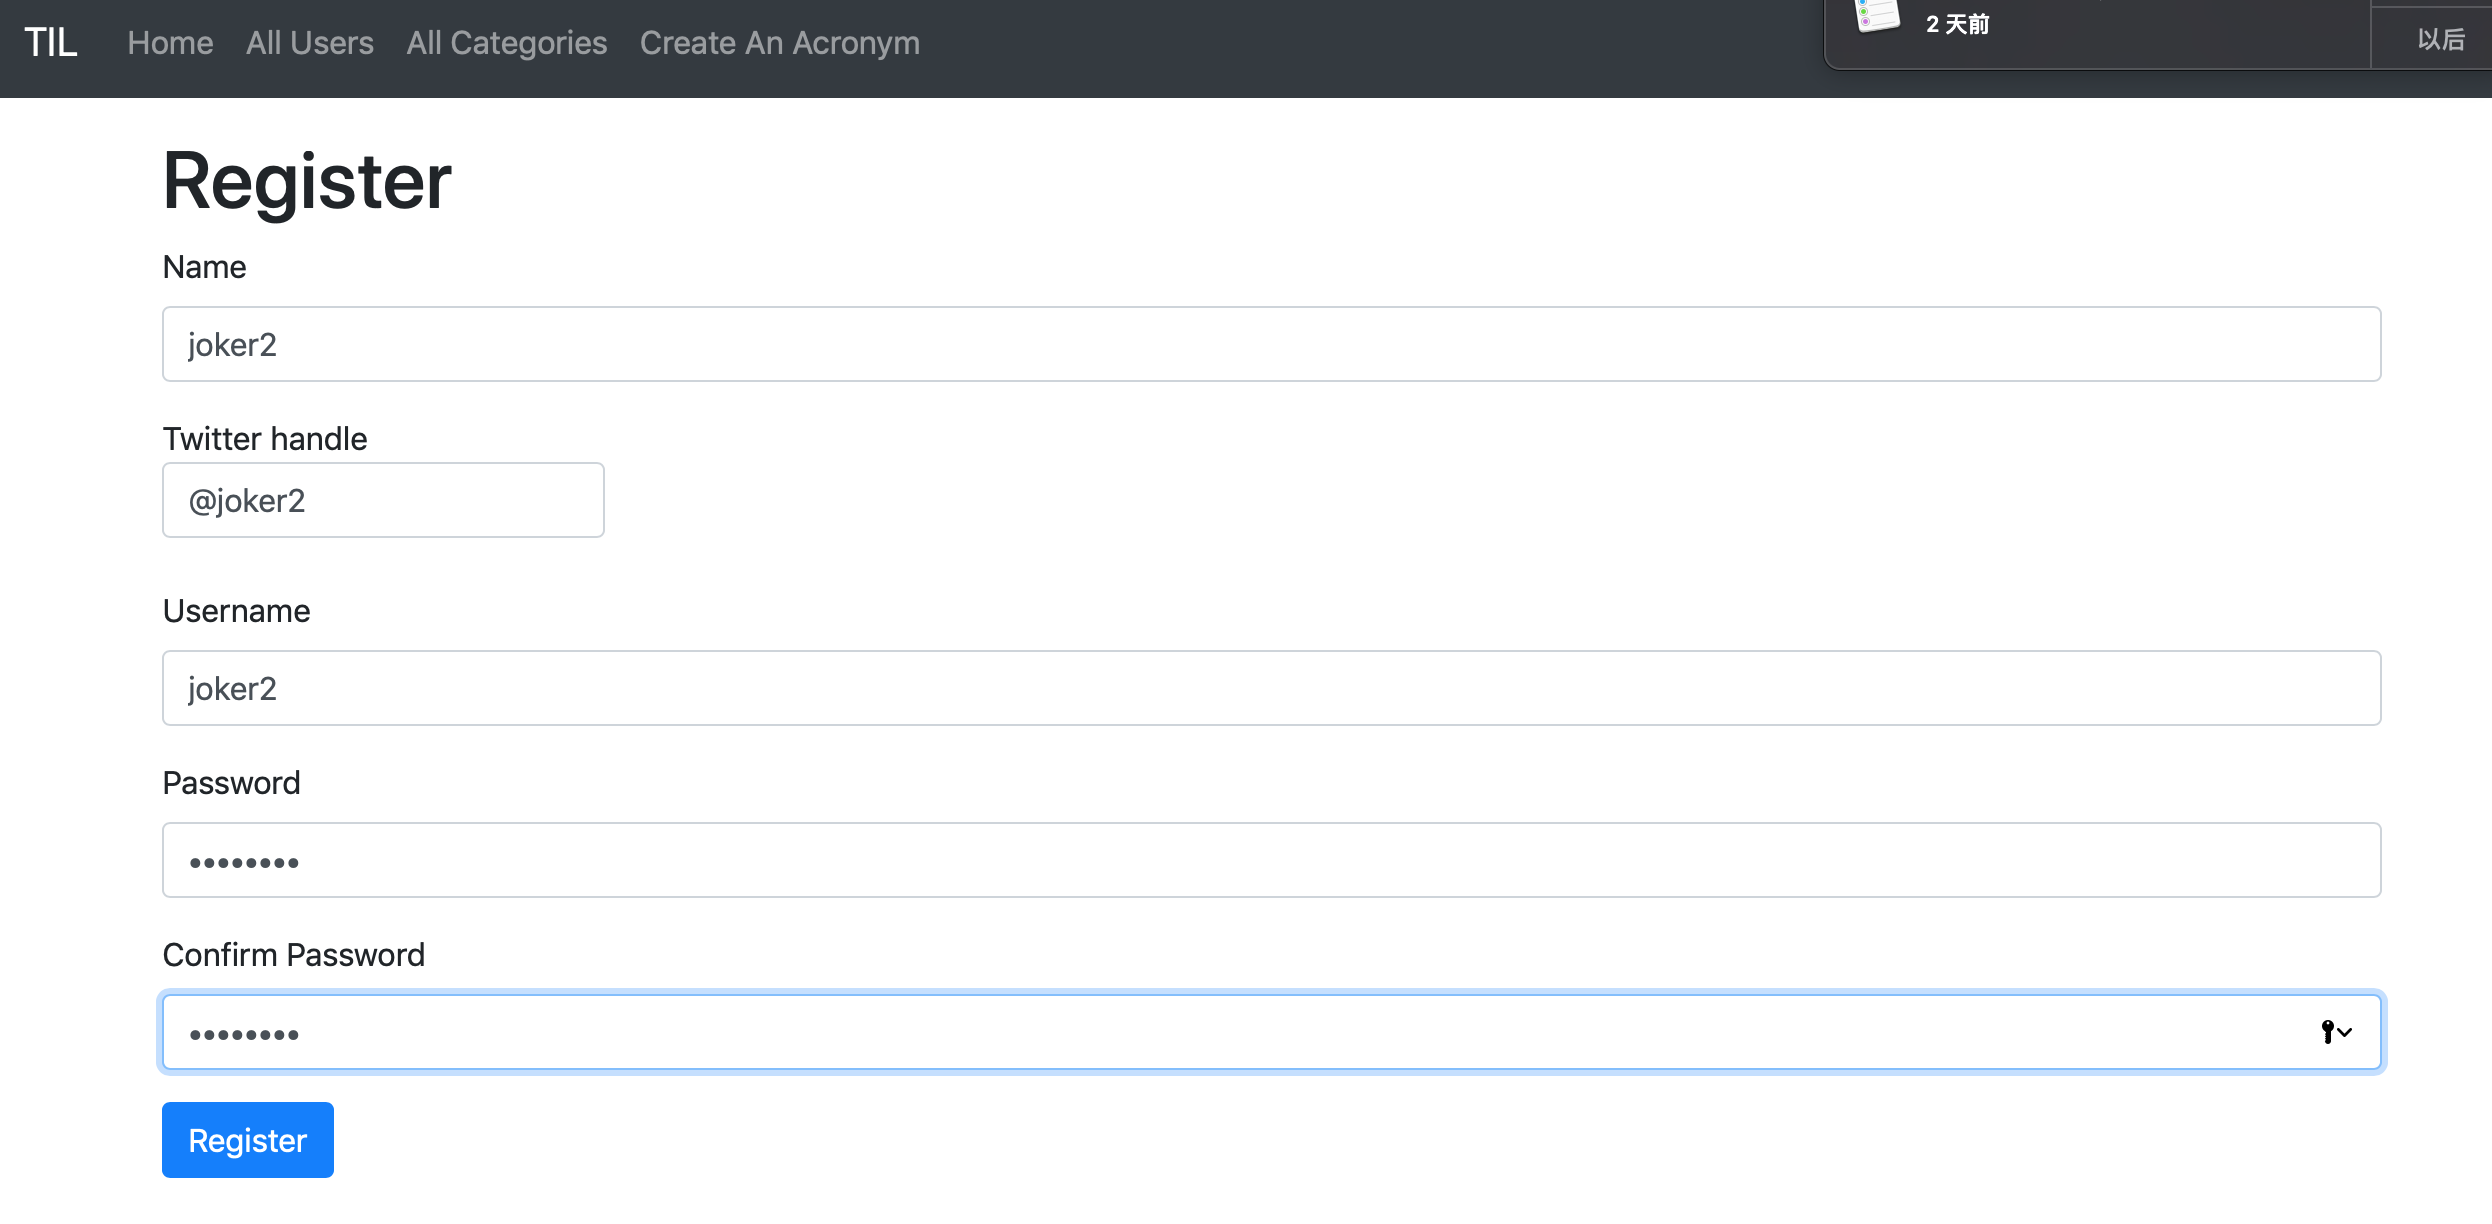 TIL Home All Users All Categories Create An Acronym
2 天前
以后
Register
Name
joker2
Twitter handle
@joker2
Username
joker2
Password
••••••••
Confirm Password
••••••••
Register